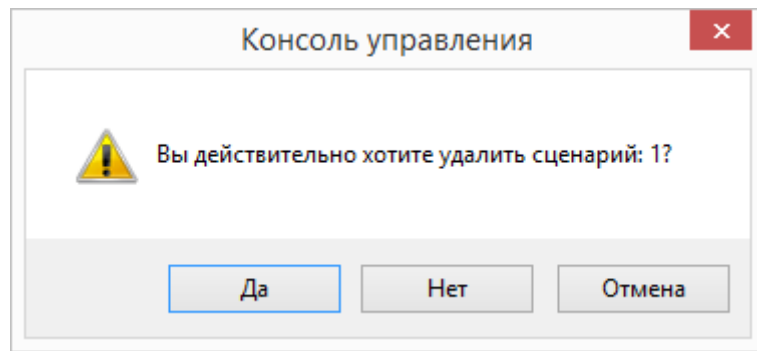 Консоль управления
Вы действительно хотите удалить сценарий: 1?
Да Нет Отмена